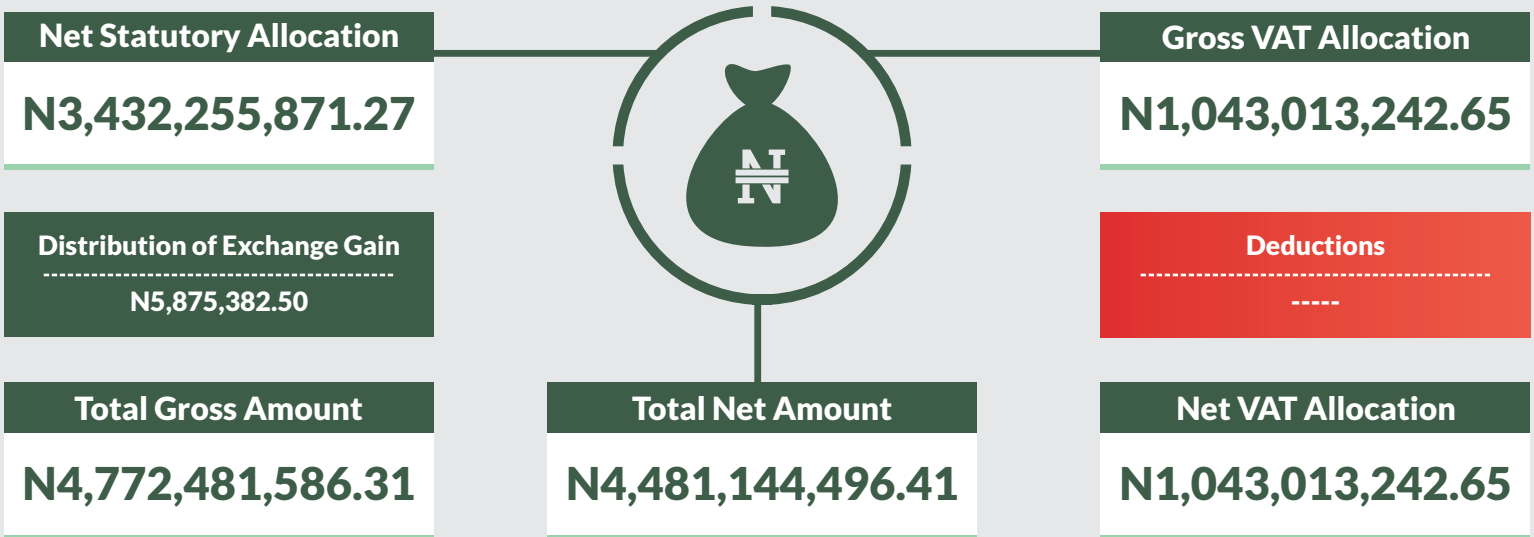 Net Statutory Allocation
N3,432,255,871.27
Gross VAT Allocation
N1,043,013,242.65
₦
Distribution of Exchange Gain
N5,875,382.50
Deductions
-----
Total Gross Amount
N4,772,481,586.31
Total Net Amount
N4,481,144,496.41
Net VAT Allocation
N1,043,013,242.65